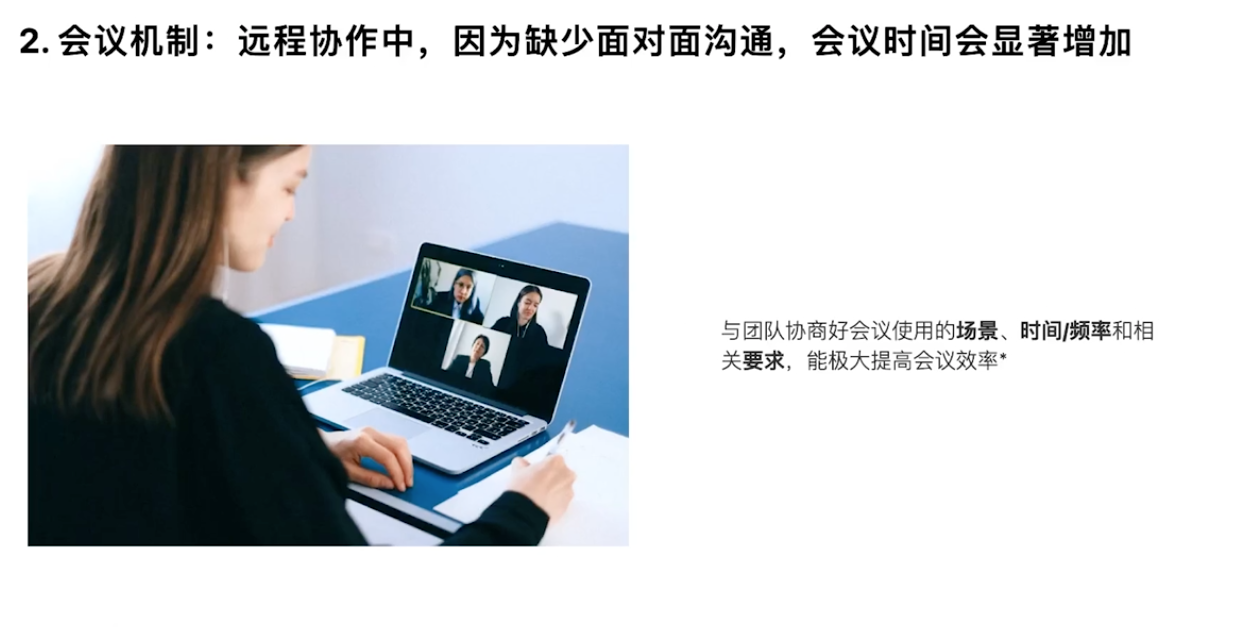 2. 会议机制：远程协作中，因为缺少面对面沟通，会议时间会显著增加
与团队协商好会议使用的场景、时间/频率和相
关要求，能极大提高会议效率*